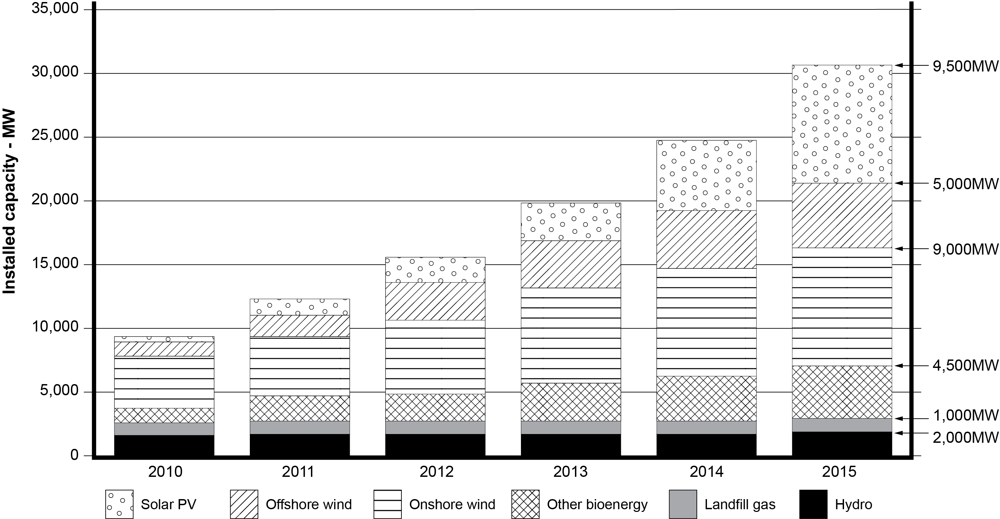 Installed capacity - MW
35,000
30,000
25,000
20,000
15,000
10,000
5,000
0
9,500MW
5,000MW
9,000MW
4,500MW
1,000MW
2,000MW
2010 2011 2012 2013 2014 2015
Solar PV Offshore wind Onshore wind Other bioenergy Landfill gas Hydro